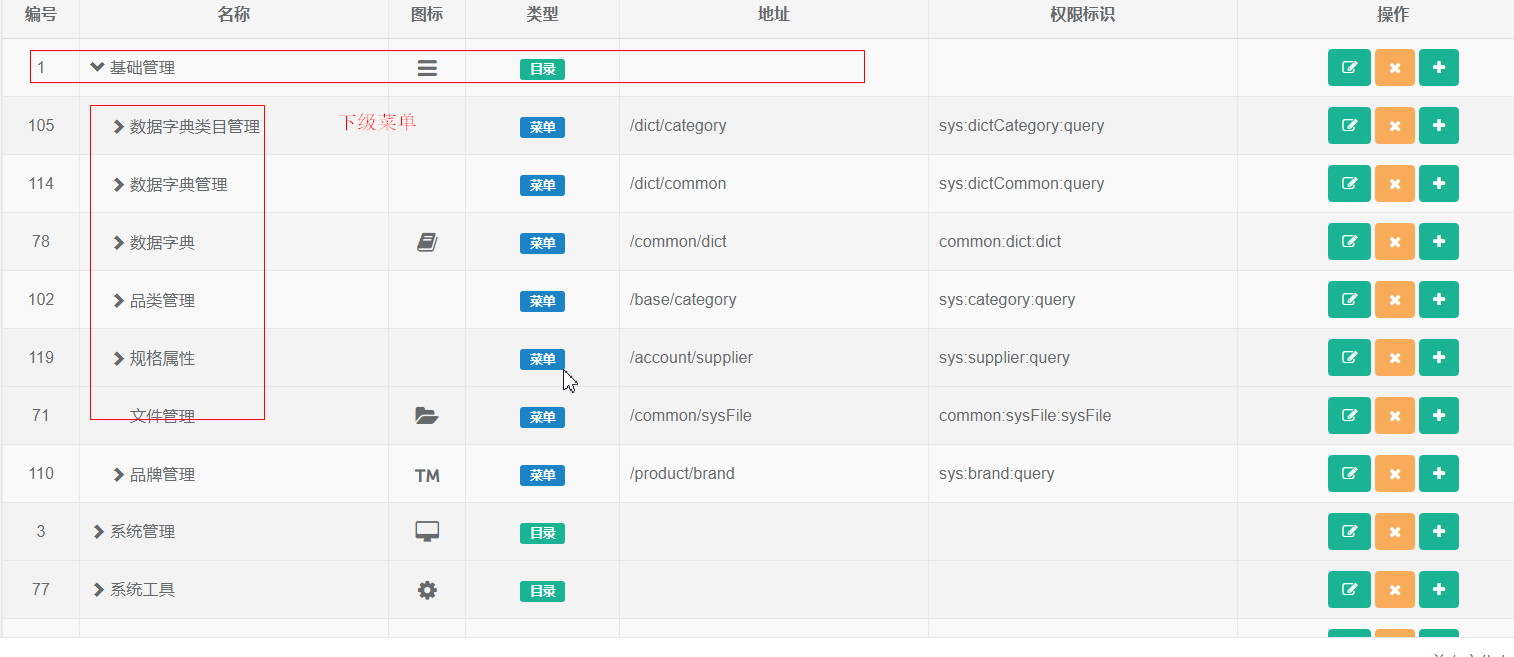 编号 名称 图标 类型 地址 权限标识 操作
1 基础管理 目录
105 数据字典类目管理 下级菜单 菜单 /dict/category sys:dictCategory:query
114 数据字典管理 菜单 /dict/common sys:dictCommon:query
78 数据字典 菜单 /common/dict common:dict:dict
102 品类管理 菜单 /base/category sys:category:query
119 规格属性 菜单 /account/supplier sys:supplier:query
71 文件管理 菜单 /common/sysFile common:sysFile:sysFile
110 品牌管理 TM 菜单 /product/brand sys:brand:query
3 系统管理 目录
77 系统工具 目录